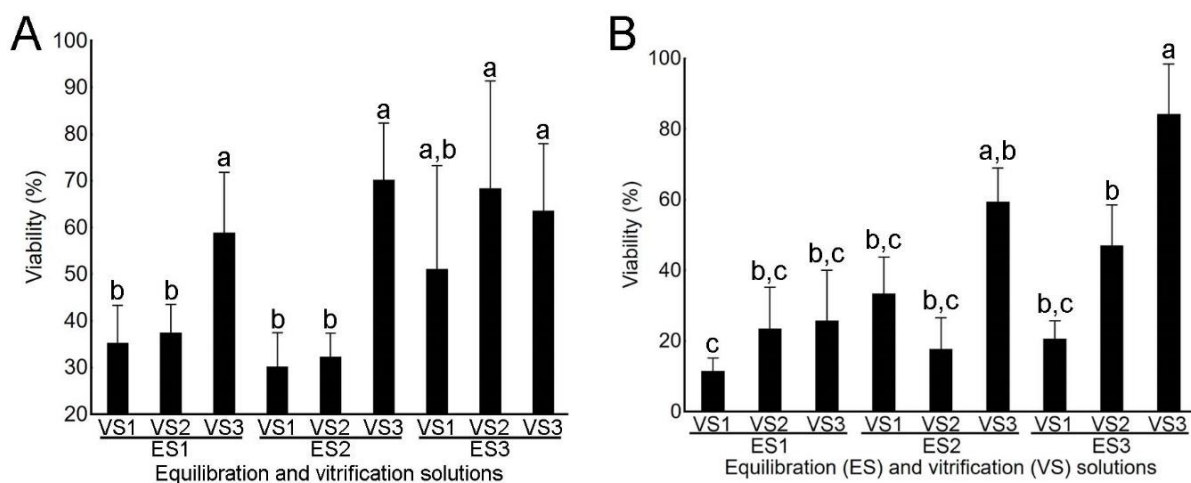 A
Viability (%)
100
90
80
70
60
50
40
30
20
b b a b b a a,b a a
VS1 VS2 VS3 VS1 VS2 VS3 VS1 VS2 VS3
ES1 ES2 ES3
Equilibration and vitrification solutions
B
Viability (%)
100
80
60
40
20
0
c b,c b,c b,c b,c a,b b,c b a
VS1 VS2 VS3 VS1 VS2 VS3 VS1 VS2 VS3
ES1 ES2 ES3
Equilibration (ES) and vitrification (VS) solutions